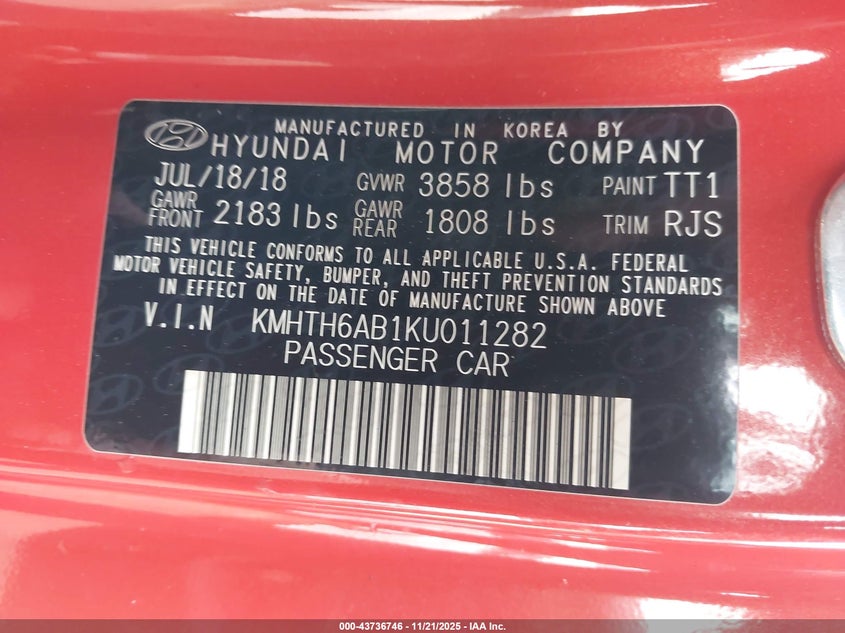 MANUFACTURED IN KOREA BY
HYUNDAI MOTOR COMPANY
JUL/18/18 GVWR 3858 lbs PAINT TT1
GAWR FRONT 2183 lbs GAWR REAR 1808 lbs TRIM RJS
THIS VEHICLE CONFORMS TO ALL APPLICABLE U.S.A. FEDERAL
MOTOR VEHICLE SAFETY, BUMPER, AND THEFT PREVENTION STANDARDS
IN EFFECT ON THE DATE OF MANUFACTURE SHOWN ABOVE
V.I.N KMHTH6AB1KU011282
PASSENGER CAR
000-43736746 - 11/21/2025 - IAA Inc.